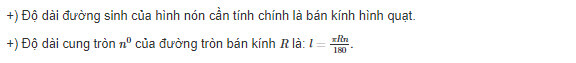 +) Độ dài đường sinh của hình nón cần tính chính là bán kính hình quạt.
+) Độ dài cung tròn n⁰ của đường tròn bán kính R là: l = πRn/180.